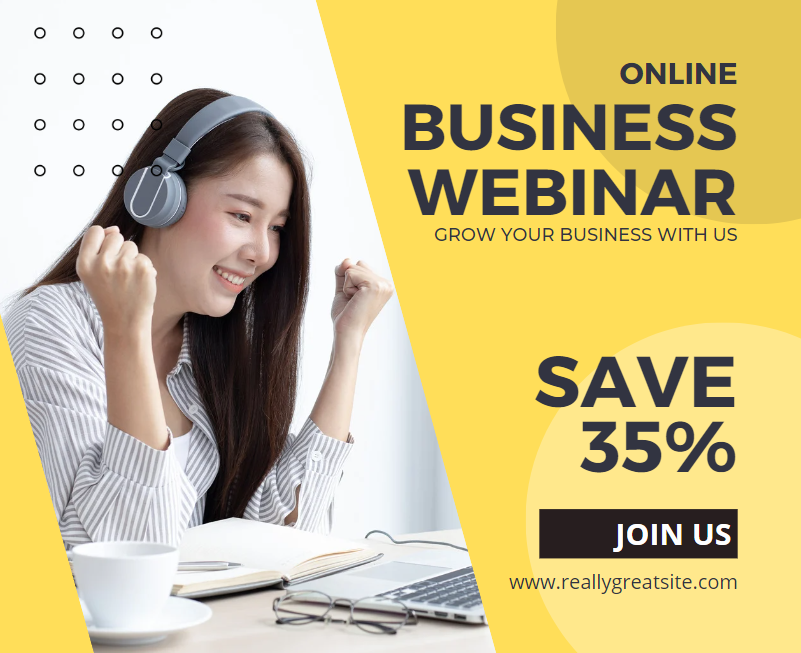 ONLINE
BUSINESS
WEBINAR
GROW YOUR BUSINESS WITH US
SAVE
35%
JOIN US
www.reallygreatsite.com